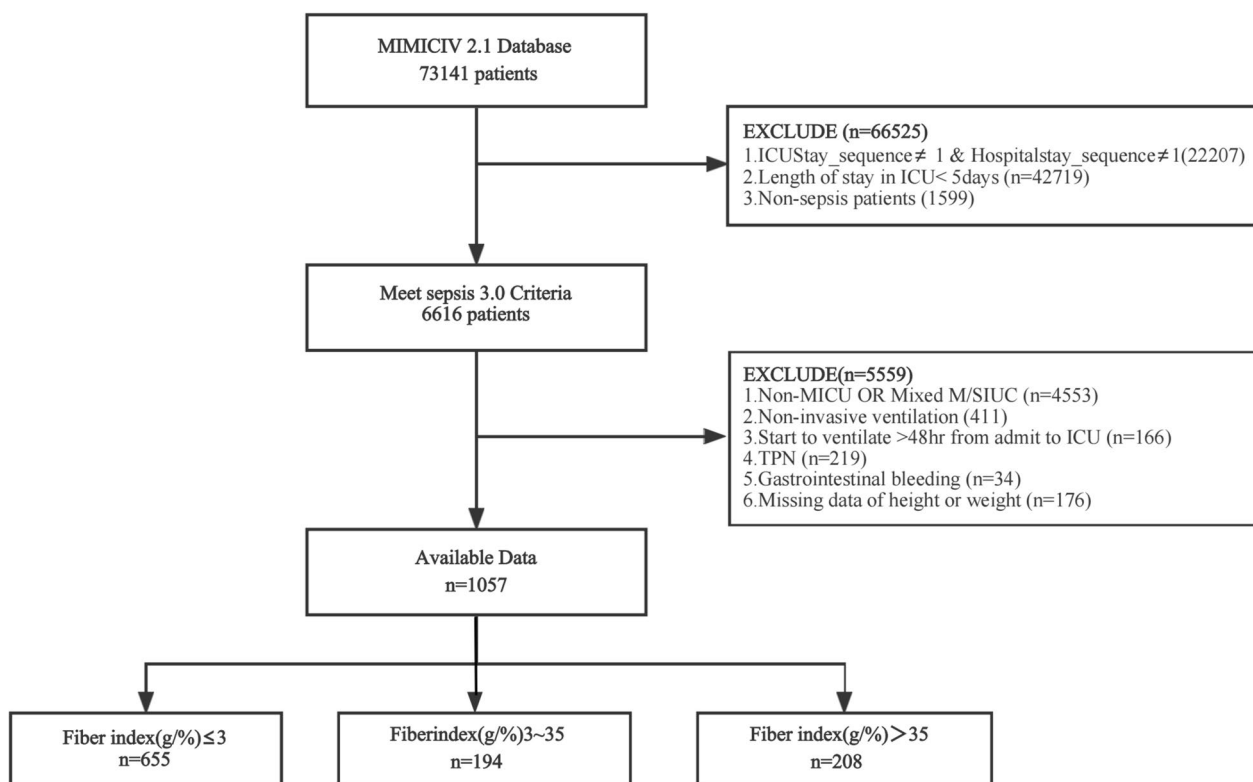 MIMICIV 2.1 Database
73141 patients
EXCLUDE (n=66525)
1.ICUStay_sequence≠ 1 & Hospitalstay_sequence≠1(22207)
2.Length of stay in ICU< 5days (n=42719)
3.Non-sepsis patients (1599)
Meet sepsis 3.0 Criteria
6616 patients
EXCLUDE(n=5559)
1.Non-MICU OR Mixed M/SIUC (n=4553)
2.Non-invasive ventilation (411)
3.Start to ventilate >48hr from admit to ICU (n=166)
4.TPN (n=219)
5.Gastrointestinal bleeding (n=34)
6.Missing data of height or weight (n=176)
Available Data
n=1057
Fiber index(g/%)≤3
n=655
Fiberindex(g/%)3~35
n=194
Fiber index(g/%)＞35
n=208